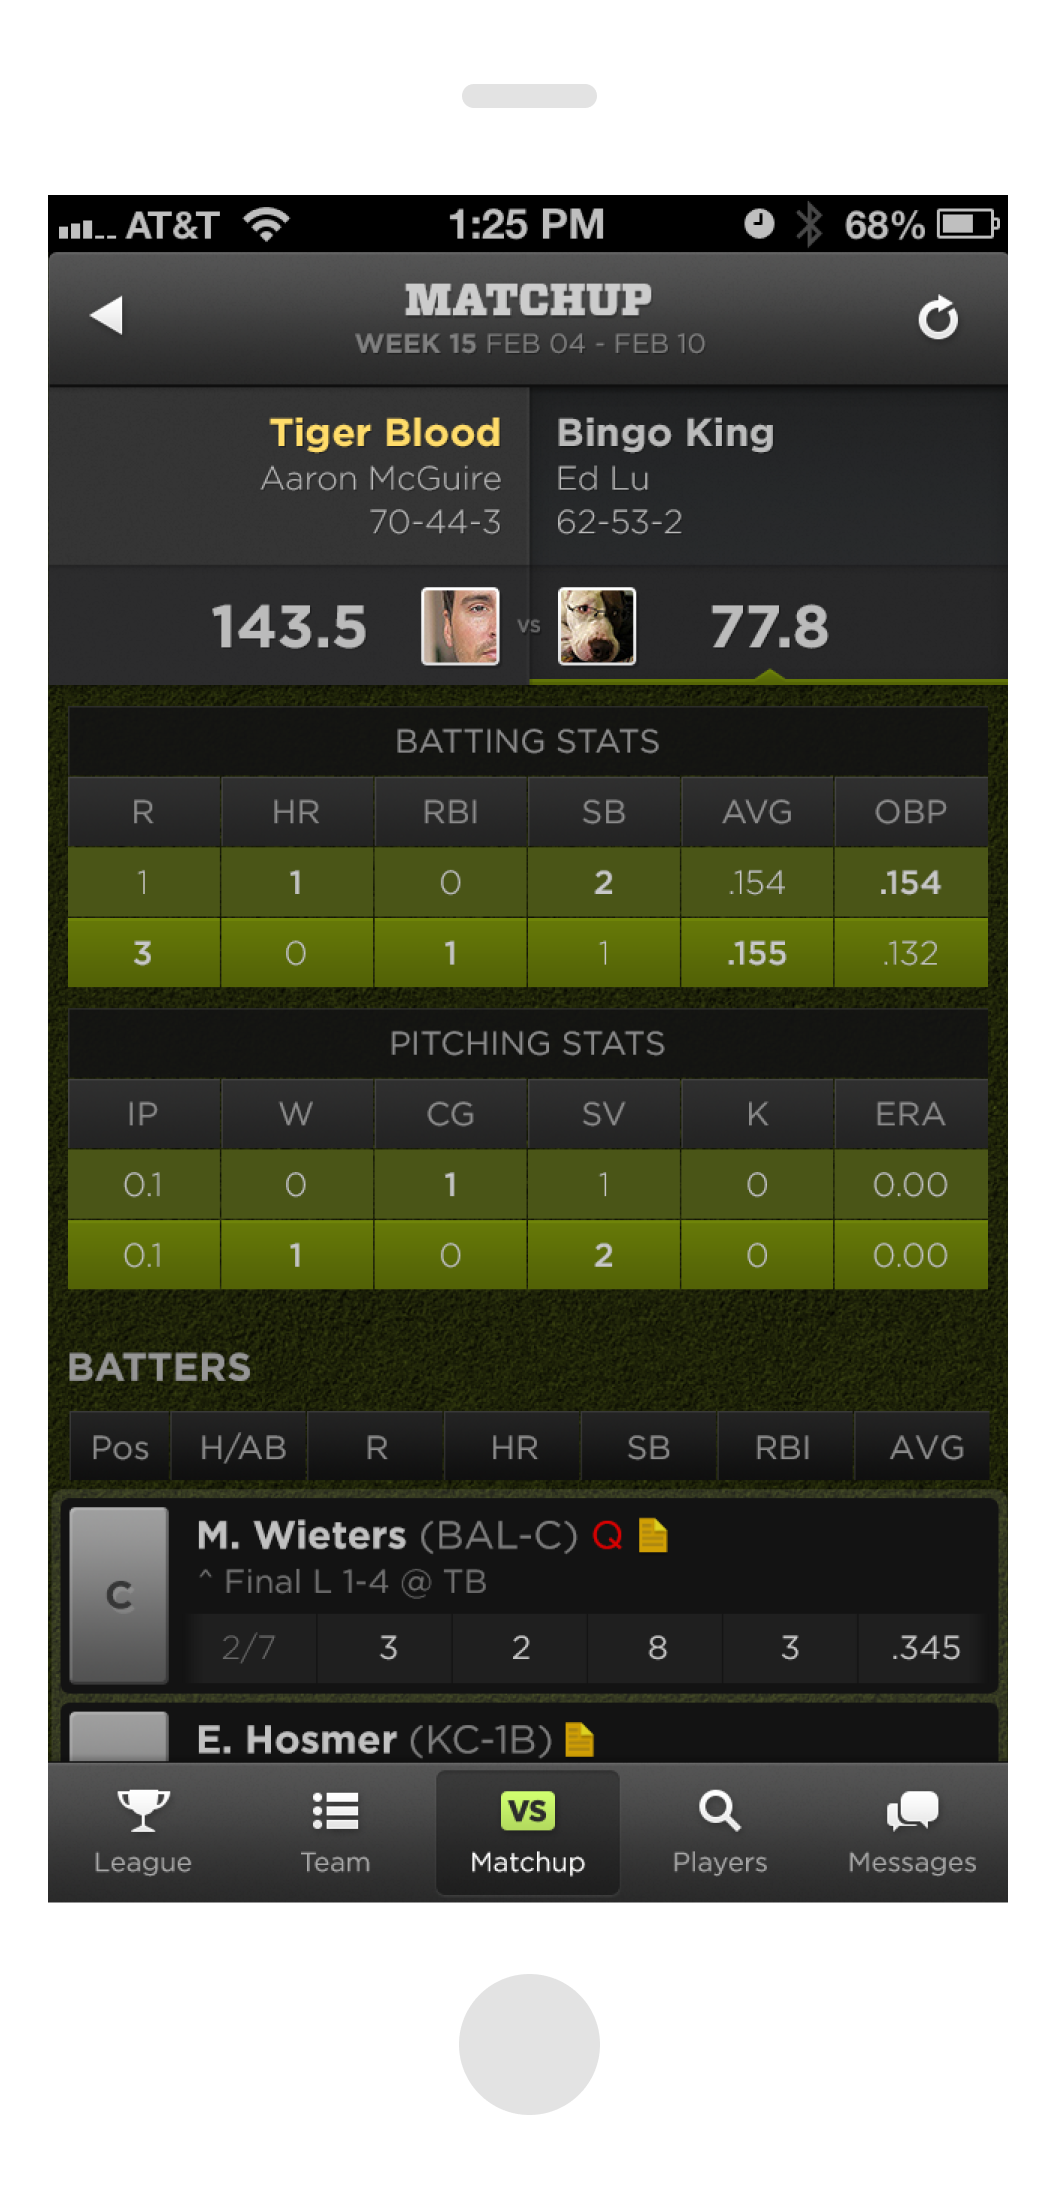 AT&T 1:25 PM 68%
MATCHUP
WEEK 15 FEB 04 - FEB 10
Tiger Blood
Aaron McGuire
70-44-3
Bingo King
Ed Lu
62-53-2
143.5 VS 77.8
BATTING STATS
R HR RBI SB AVG OBP
1 1 0 2 .154 .154
3 0 1 1 .155 .132
PITCHING STATS
IP W CG SV K ERA
0.1 0 1 1 0 0.00
0.1 1 0 2 0 0.00
BATTERS
Pos H/AB R HR SB RBI AVG
C
M. Wieters (BAL-C) Q
^ Final L 1-4 @ TB
2/7 3 2 8 3 .345
E. Hosmer (KC-1B)
VS
League Team Matchup Players Messages